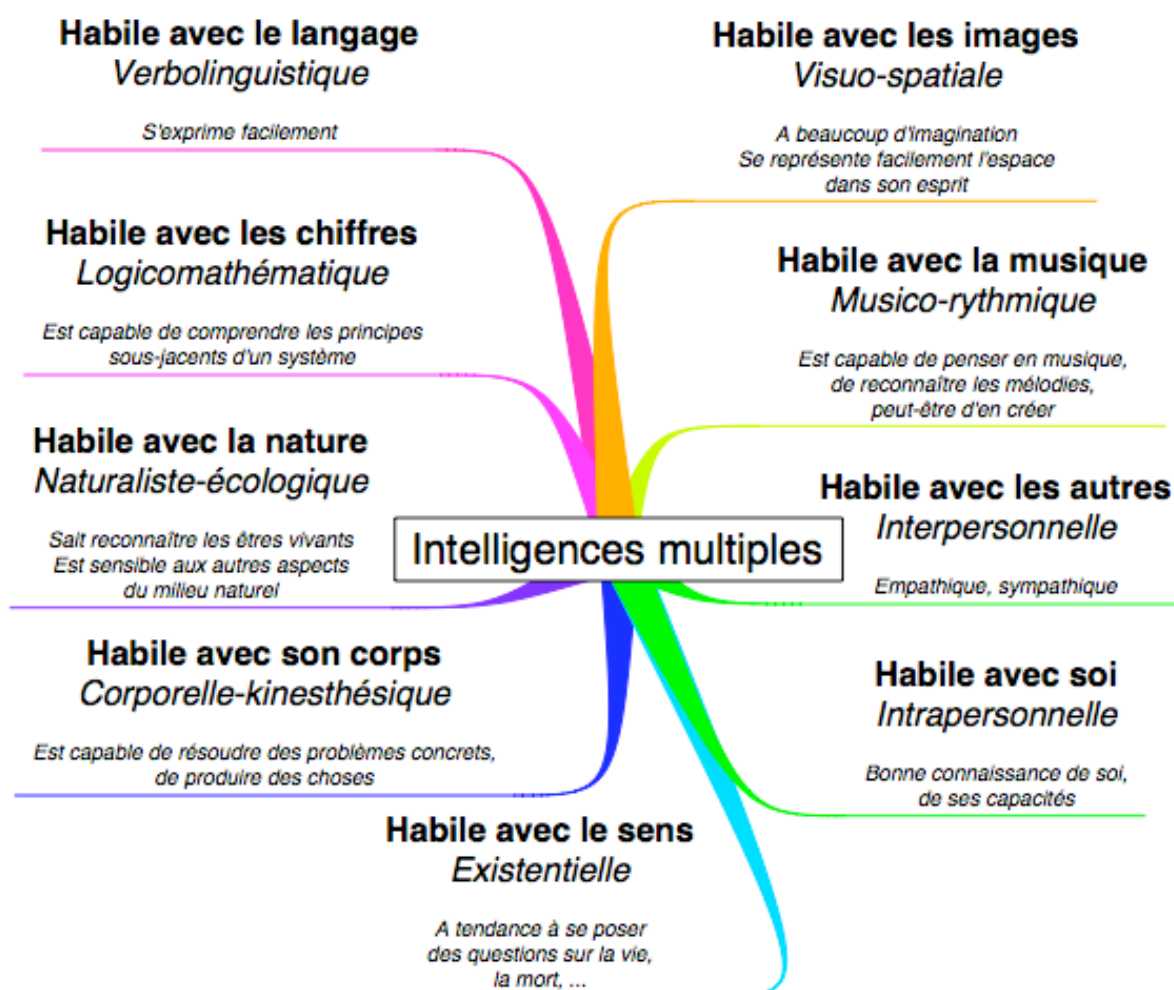 Habile avec le langage
Verbolinguistique
S'exprime facilement
Habile avec les chiffres
Logicomathématique
Est capable de comprendre les principes
sous-jacents d'un système
Habile avec la nature
Naturaliste-écologique
Sait reconnaître les êtres vivants
Est sensible aux autres aspects
du milieu naturel
Habile avec son corps
Corporelle-kinesthésique
Est capable de résoudre des problèmes concrets,
de produire des choses
Intelligences multiples
Habile avec les images
Visuo-spatiale
A beaucoup d'imagination
Se représente facilement l'espace
dans son esprit
Habile avec la musique
Musico-rythmique
Est capable de penser en musique,
de reconnaître les mélodies,
peut-être d'en créer
Habile avec les autres
Interpersonnelle
Empathique, sympathique
Habile avec soi
Intrapersonnelle
Bonne connaissance de soi,
de ses capacités
Habile avec le sens
Existentielle
A tendance à se poser
des questions sur la vie,
la mort, ...